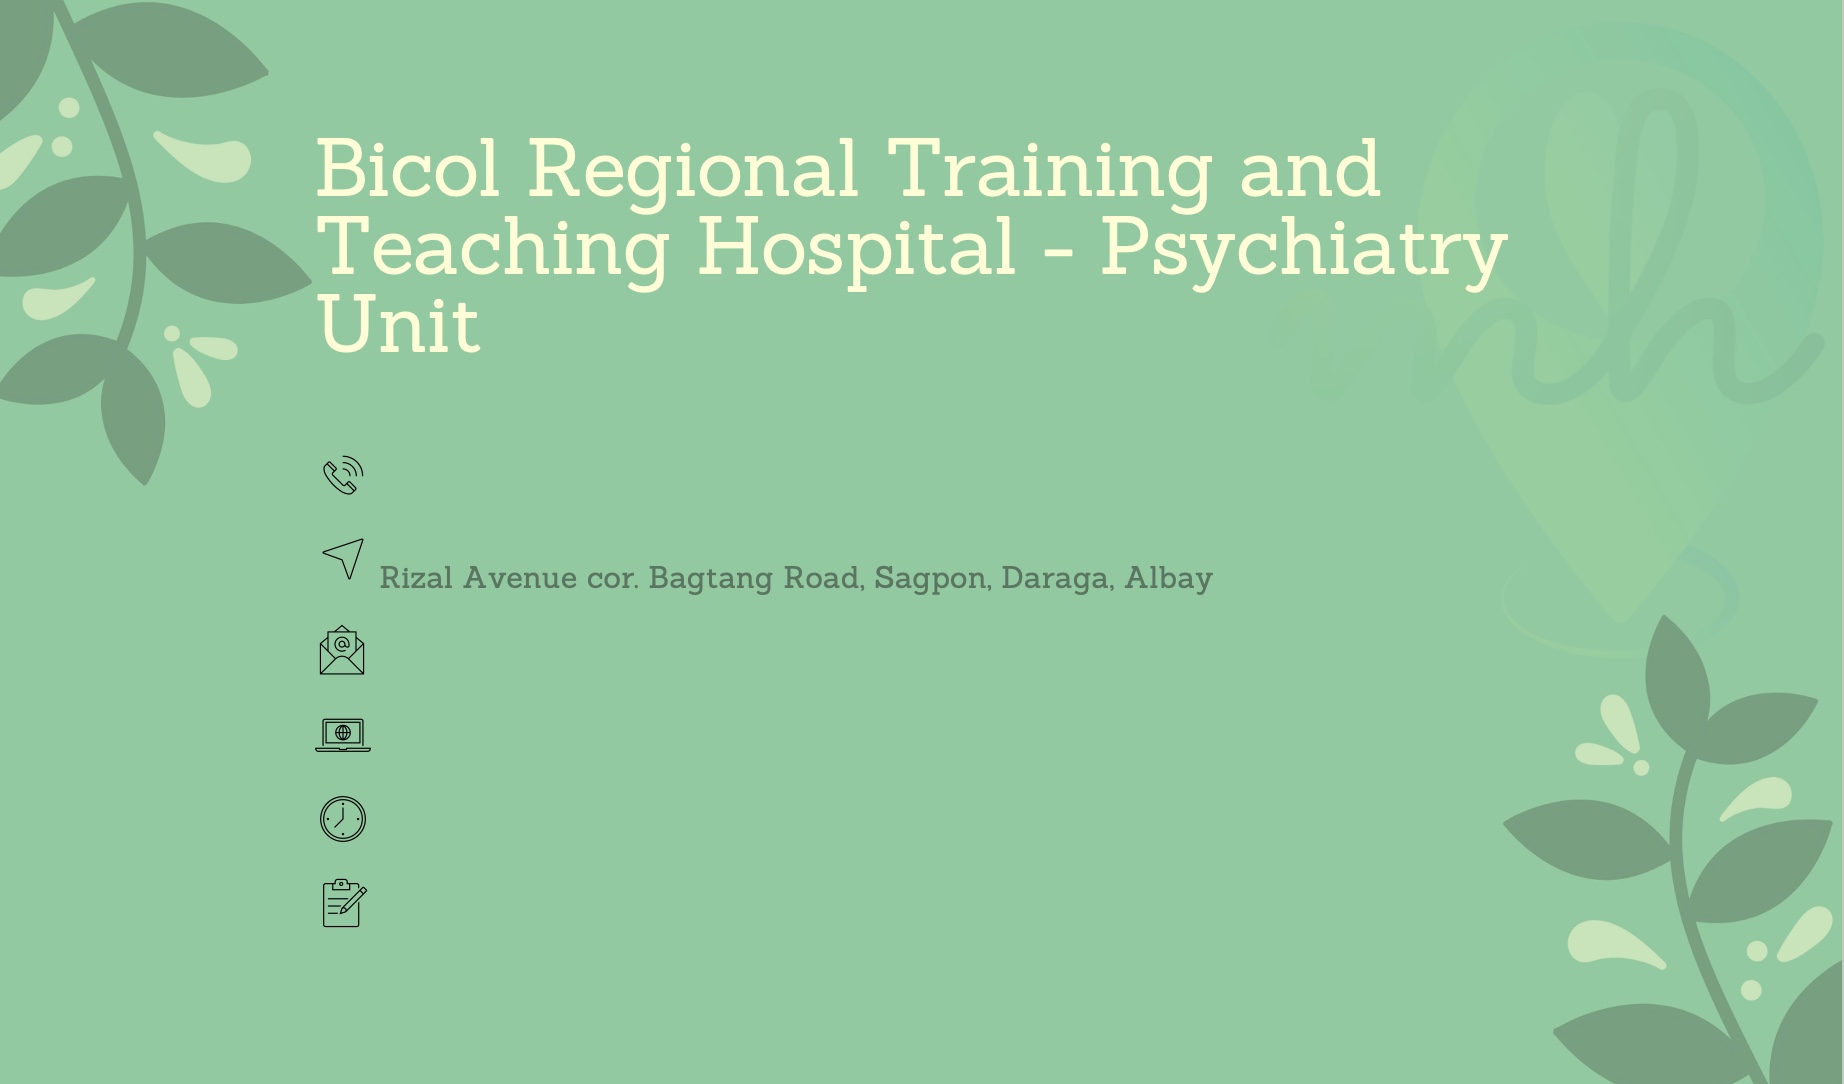 Bicol Regional Training and
Teaching Hospital - Psychiatry
Unit
Rizal Avenue cor. Bagtang Road, Sagpon, Daraga, Albay